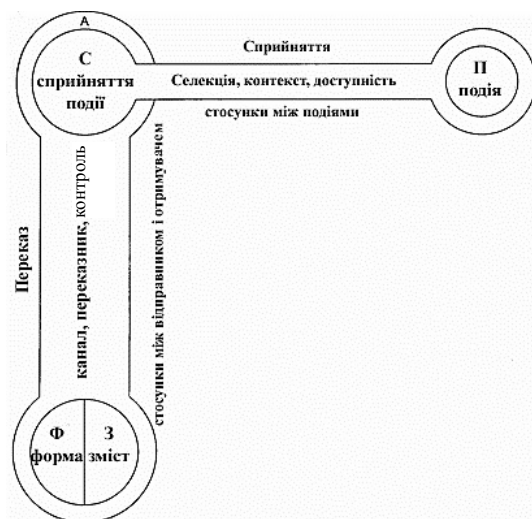 А
С
сприйняття
події
Сприйняття
Селекція, контекст, доступність
стосунки між подіями
П
подія
Переказ
канал, переказник, контроль
стосунки між відправником і отримувачем
Ф
форма
З
зміст